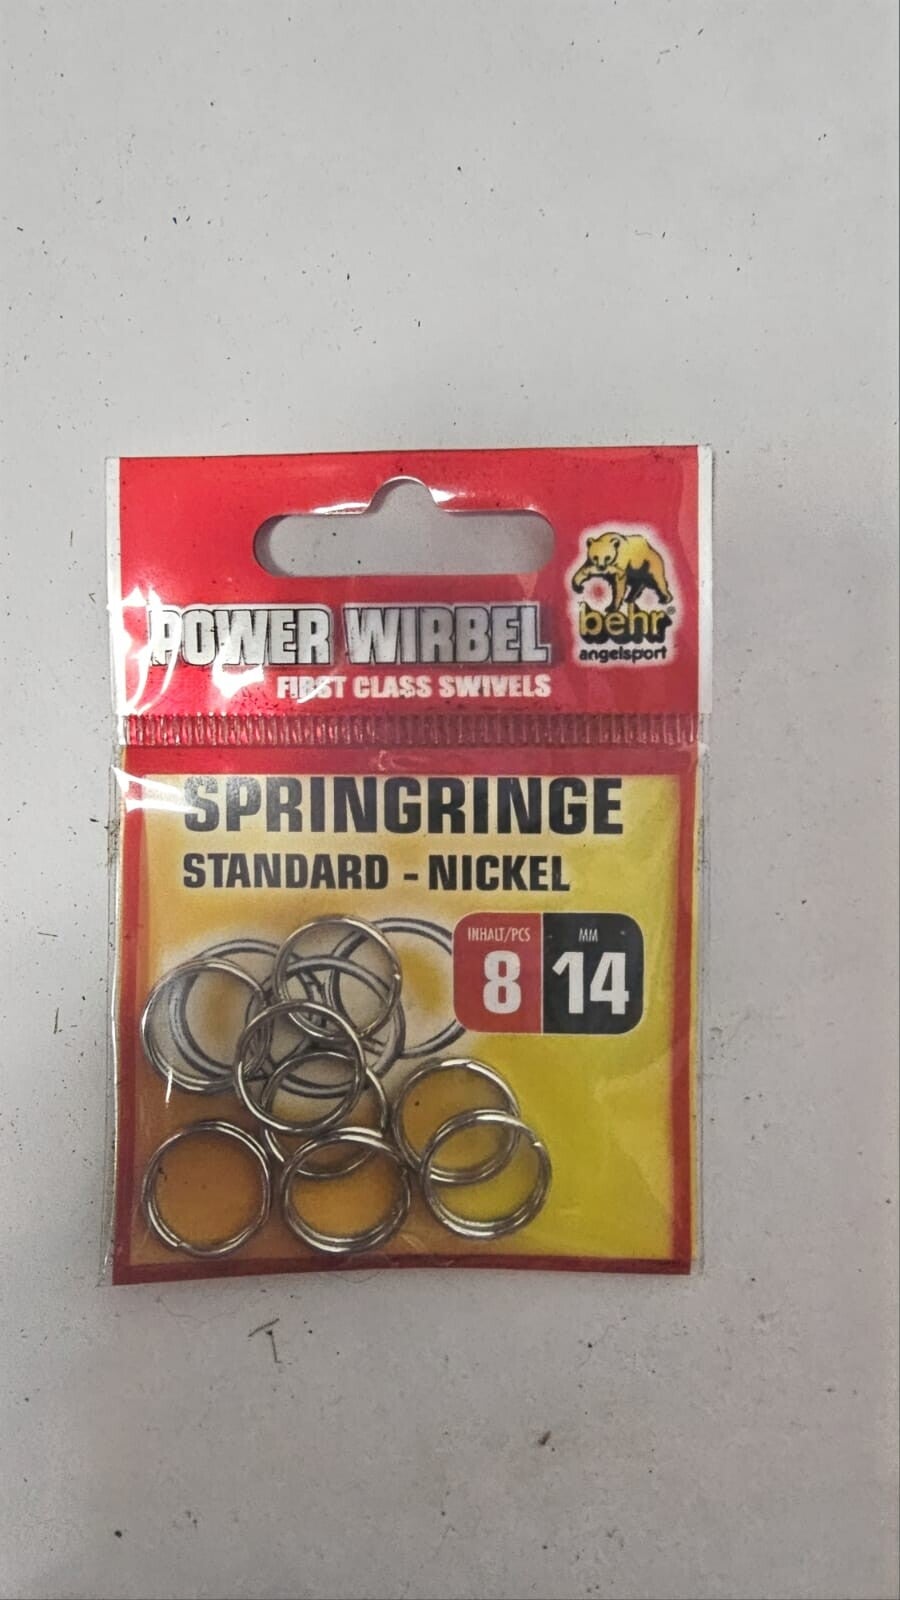 POWER WIRBEL
FIRST CLASS SWIVELS
behr®
angelsport
SPRINGRINGE
STANDARD - NICKEL
INHALT/PCS
8
MM
14